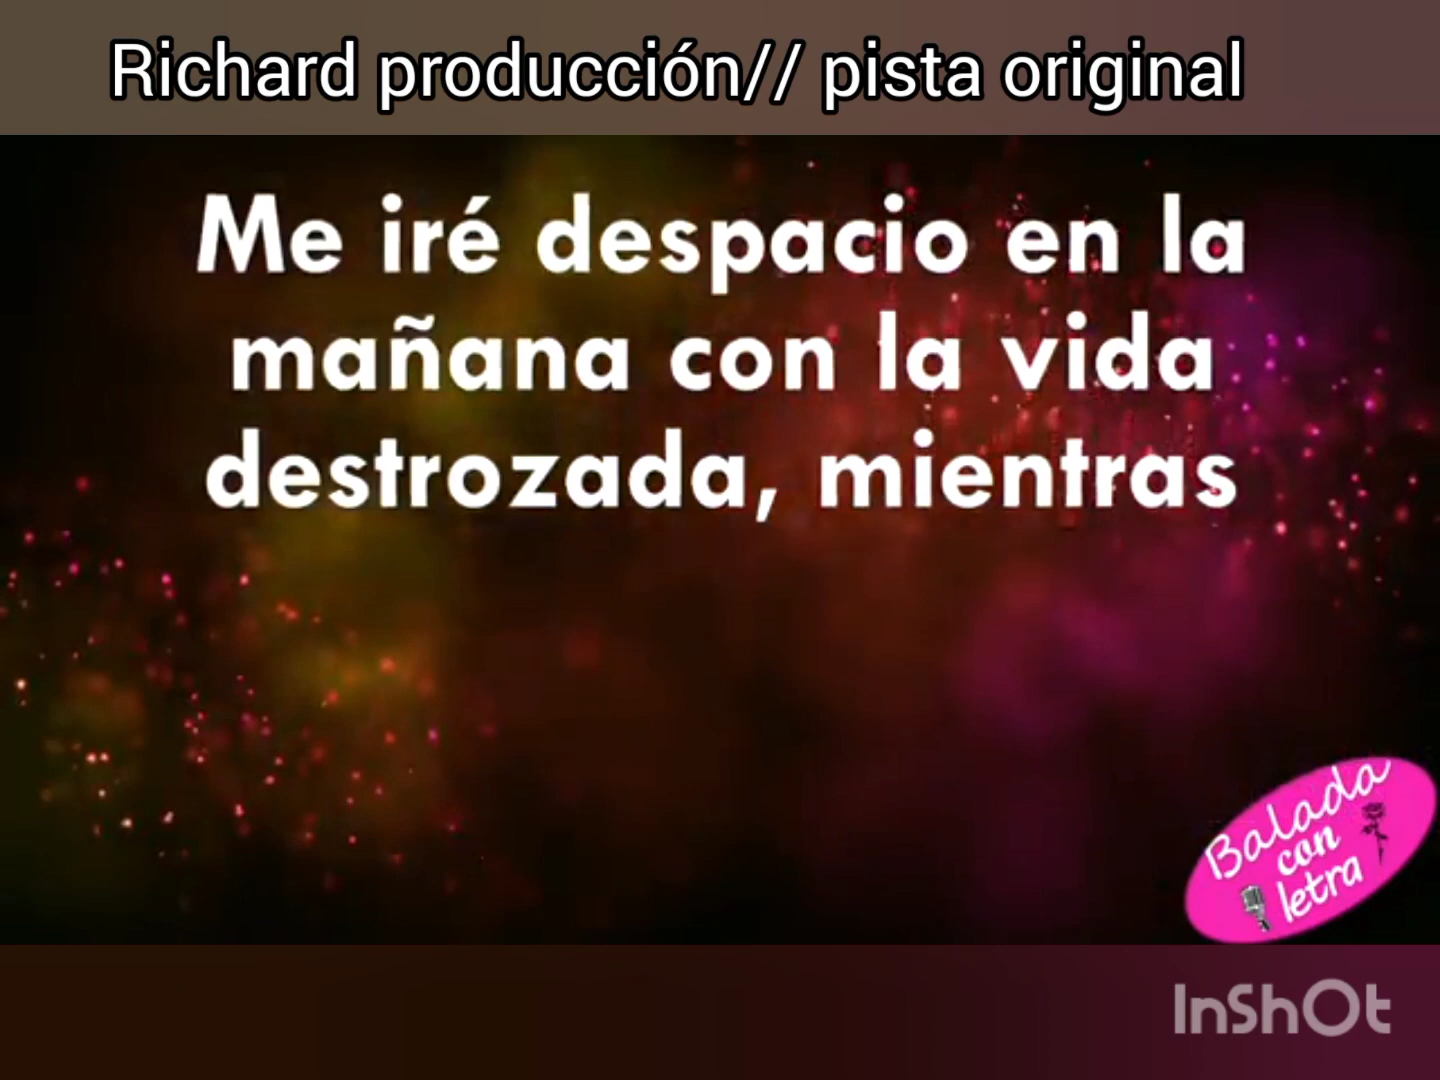 Richard producción// pista original
Me iré despacio en la
mañana con la vida
destrozada, mientras
Balada
con
letra
InShOt